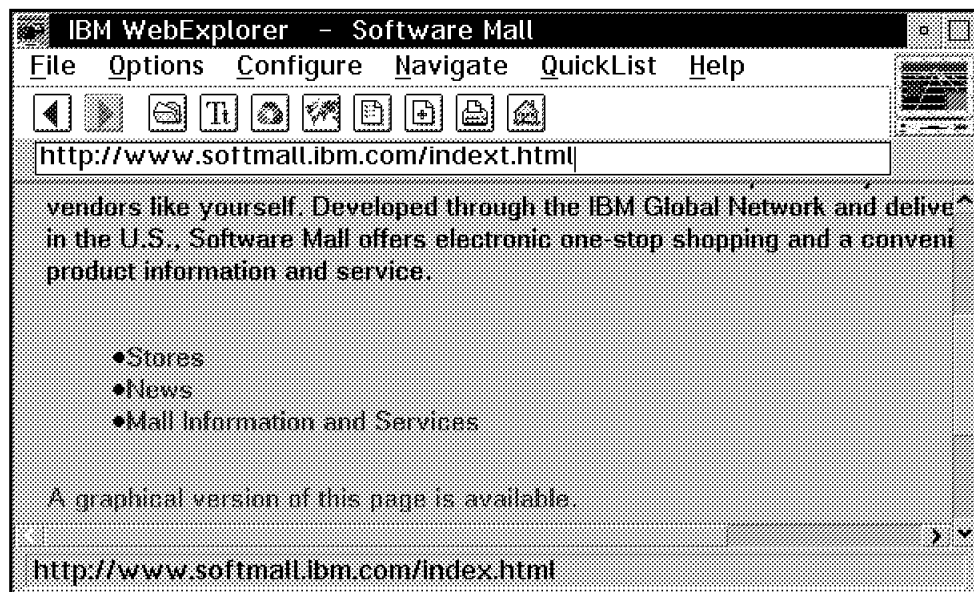 IBM WebExplorer - Software Mall
File Options Configure Navigate QuickList Help
Tt
http://www.softmall.ibm.com/indext.html
vendors like yourself. Developed through the IBM Global Network and delive
in the U.S., Software Mall offers electronic one-stop shopping and a conveni
product information and service.
●Stores
●News
●Mall Information and Services
A graphical version of this page is available.
http://www.softmall.ibm.com/index.html